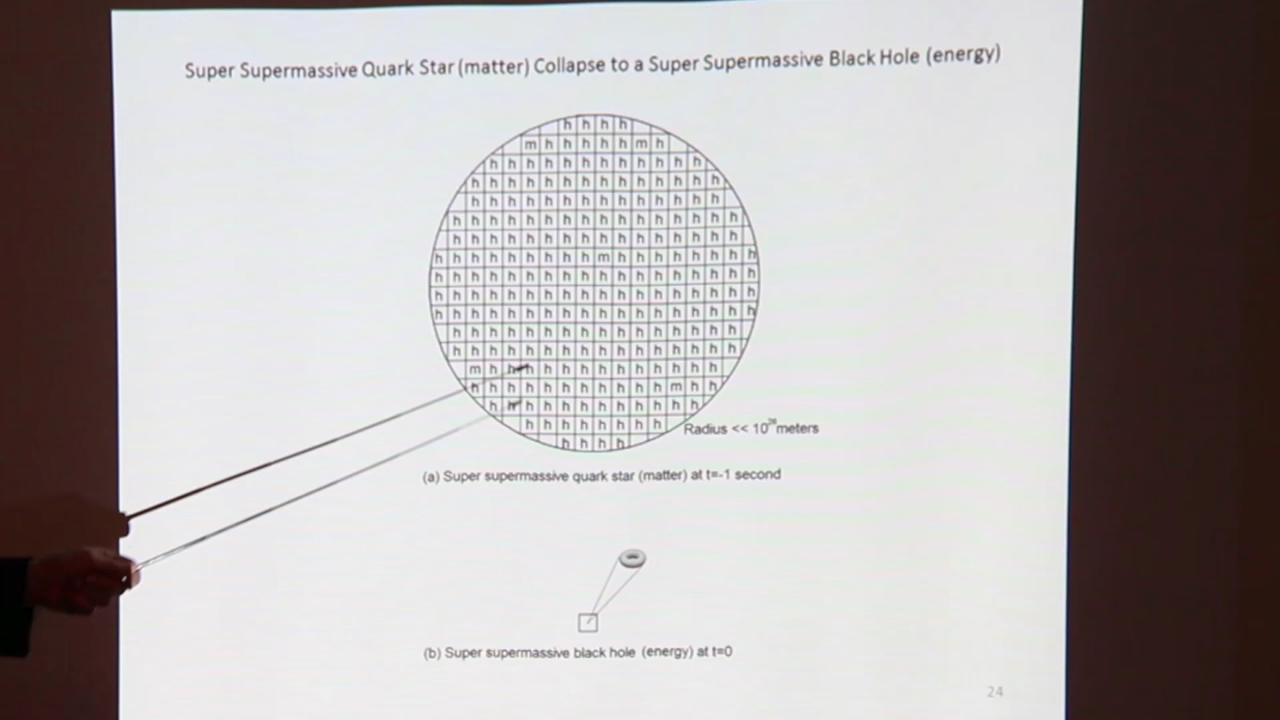 Super Supermassive Quark Star (matter) Collapse to a Super Supermassive Black Hole (energy)
h h h h
m h h h h h m h
h h h h h h h h h h h h
h h h h h h h h h h h h h h
h h h h h h h h h h h h h h
h h h h h h h h h h h h h h h h
h h h h h h h h h h h h h h h h
h h h h h h h h h m h h h h h h h h
h h h h h h h h h h h h h h h h h h
h h h h h h h h h h h h h h h h h h
h h h h h h h h h h h h h h h h h h
h h h h h h h h h h h h h h h h
h h h h h h h h h h h h h h h h
m h h h h h h h h h h h h h
h h h h h h h h h h h m h h
h m h h h h h h h h h h
h h h h h h h h
h h h h
Radius << 10 meters
(a) Super supermassive quark star (matter) at t=-1 second
(b) Super supermassive black hole (energy) at t=0
24